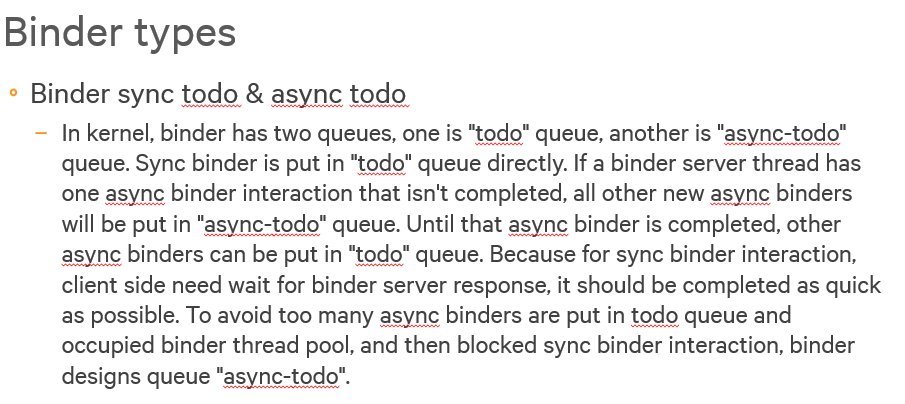 Binder types
Binder sync todo & async todo
In kernel, binder has two queues, one is "todo" queue, another is "async-todo"
queue. Sync binder is put in "todo" queue directly. If a binder server thread has
one async binder interaction that isn't completed, all other new async binders
will be put in "async-todo" queue. Until that async binder is completed, other
async binders can be put in "todo" queue. Because for sync binder interaction,
client side need wait for binder server response, it should be completed as quick
as possible. To avoid too many async binders are put in todo queue and
occupied binder thread pool, and then blocked sync binder interaction, binder
designs queue "async-todo".